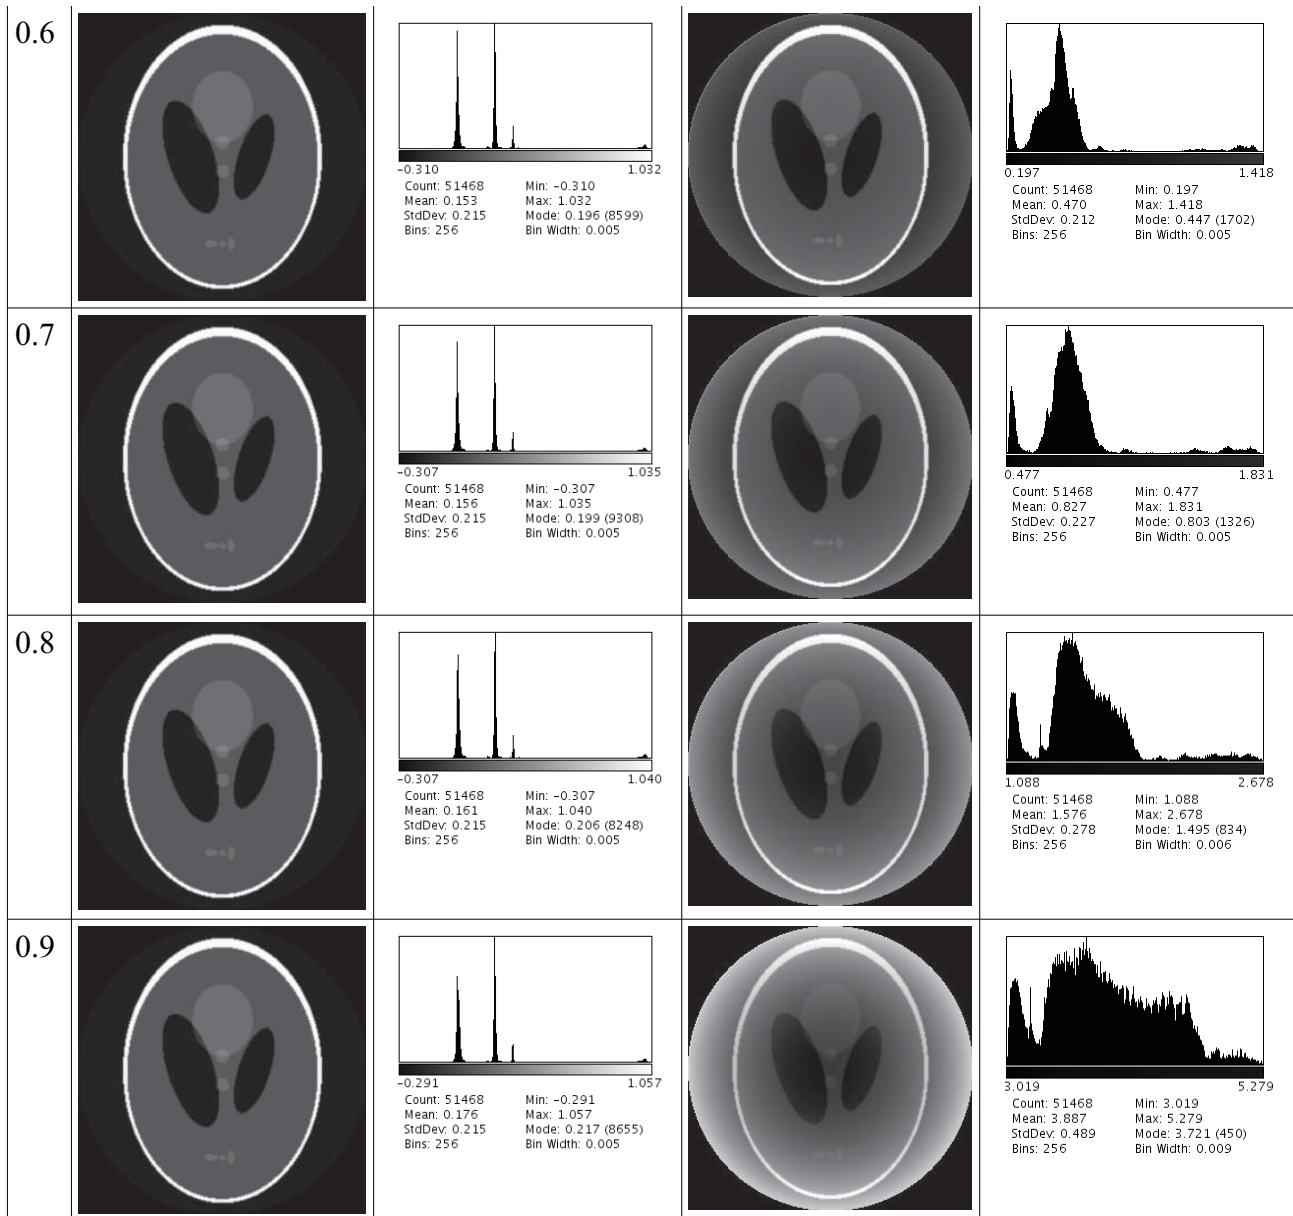 0.6
−0.310 1.032
Count: 51468 Min: −0.310
Mean: 0.153 Max: 1.032
StdDev: 0.215 Mode: 0.196 (8599)
Bins: 256 Bin Width: 0.005
0.197 1.418
Count: 51468 Min: 0.197
Mean: 0.470 Max: 1.418
StdDev: 0.212 Mode: 0.447 (1702)
Bins: 256 Bin Width: 0.005
0.7
−0.307 1.035
Count: 51468 Min: −0.307
Mean: 0.156 Max: 1.035
StdDev: 0.215 Mode: 0.199 (9308)
Bins: 256 Bin Width: 0.005
0.477 1.831
Count: 51468 Min: 0.477
Mean: 0.827 Max: 1.831
StdDev: 0.227 Mode: 0.803 (1326)
Bins: 256 Bin Width: 0.005
0.8
−0.307 1.040
Count: 51468 Min: −0.307
Mean: 0.161 Max: 1.040
StdDev: 0.215 Mode: 0.206 (8248)
Bins: 256 Bin Width: 0.005
1.088 2.678
Count: 51468 Min: 1.088
Mean: 1.576 Max: 2.678
StdDev: 0.278 Mode: 1.495 (834)
Bins: 256 Bin Width: 0.006
0.9
−0.291 1.057
Count: 51468 Min: −0.291
Mean: 0.176 Max: 1.057
StdDev: 0.215 Mode: 0.217 (8655)
Bins: 256 Bin Width: 0.005
3.019 5.279
Count: 51468 Min: 3.019
Mean: 3.887 Max: 5.279
StdDev: 0.489 Mode: 3.721 (450)
Bins: 256 Bin Width: 0.009